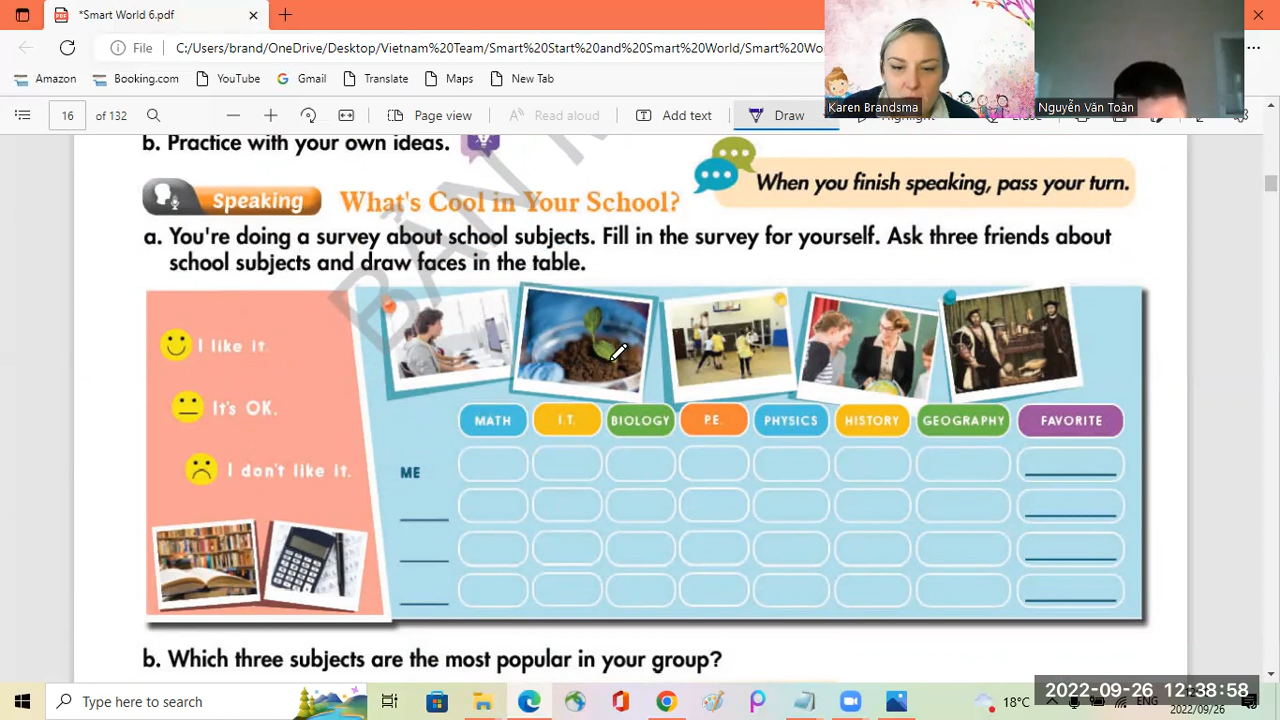 *Smart World 6.pdf
File
C:/Users/brand/OneDrive/Desktop/Vietnam%20Team/Smart%20Start%20and%20Smart%20World/Smart%20Wo
Amazon
Booking.com
YouTube
Gmail
Translate
Maps
New Tab
Karen Brandsma
Nguyễn Văn Toàn
16
of 132
Page view
Read aloud
Add text
Draw
b. Practice with your own ideas.
Speaking
What's Cool in Your School?
When you finish speaking, pass your turn.
a. You're doing a survey about school subjects. Fill in the survey for yourself. Ask three friends about
school subjects and draw faces in the table.
BẢN
I like it.
It's OK.
I don't like it.
MATH
I.T.
BIOLOGY
P.E.
PHYSICS
HISTORY
GEOGRAPHY
FAVORITE
ME
b. Which three subjects are the most popular in your group?
Type here to search
18°C
ENG
2022-09-26 12:38:58
2022/09/26